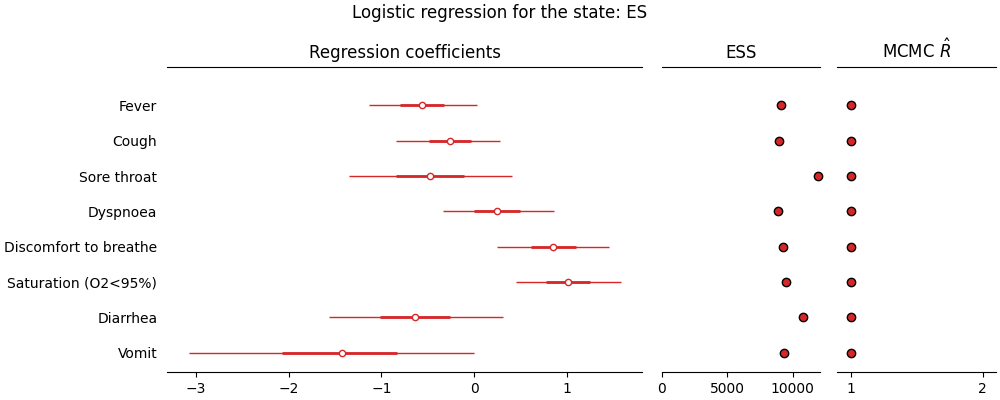 Logistic regression for the state: ES
Regression coefficients ESS MCMC R̂
Fever
Cough
Sore throat
Dyspnoea
Discomfort to breathe
Saturation (O2<95%)
Diarrhea
Vomit
−3 −2 −1 0 1 0 5000 10000 1 2